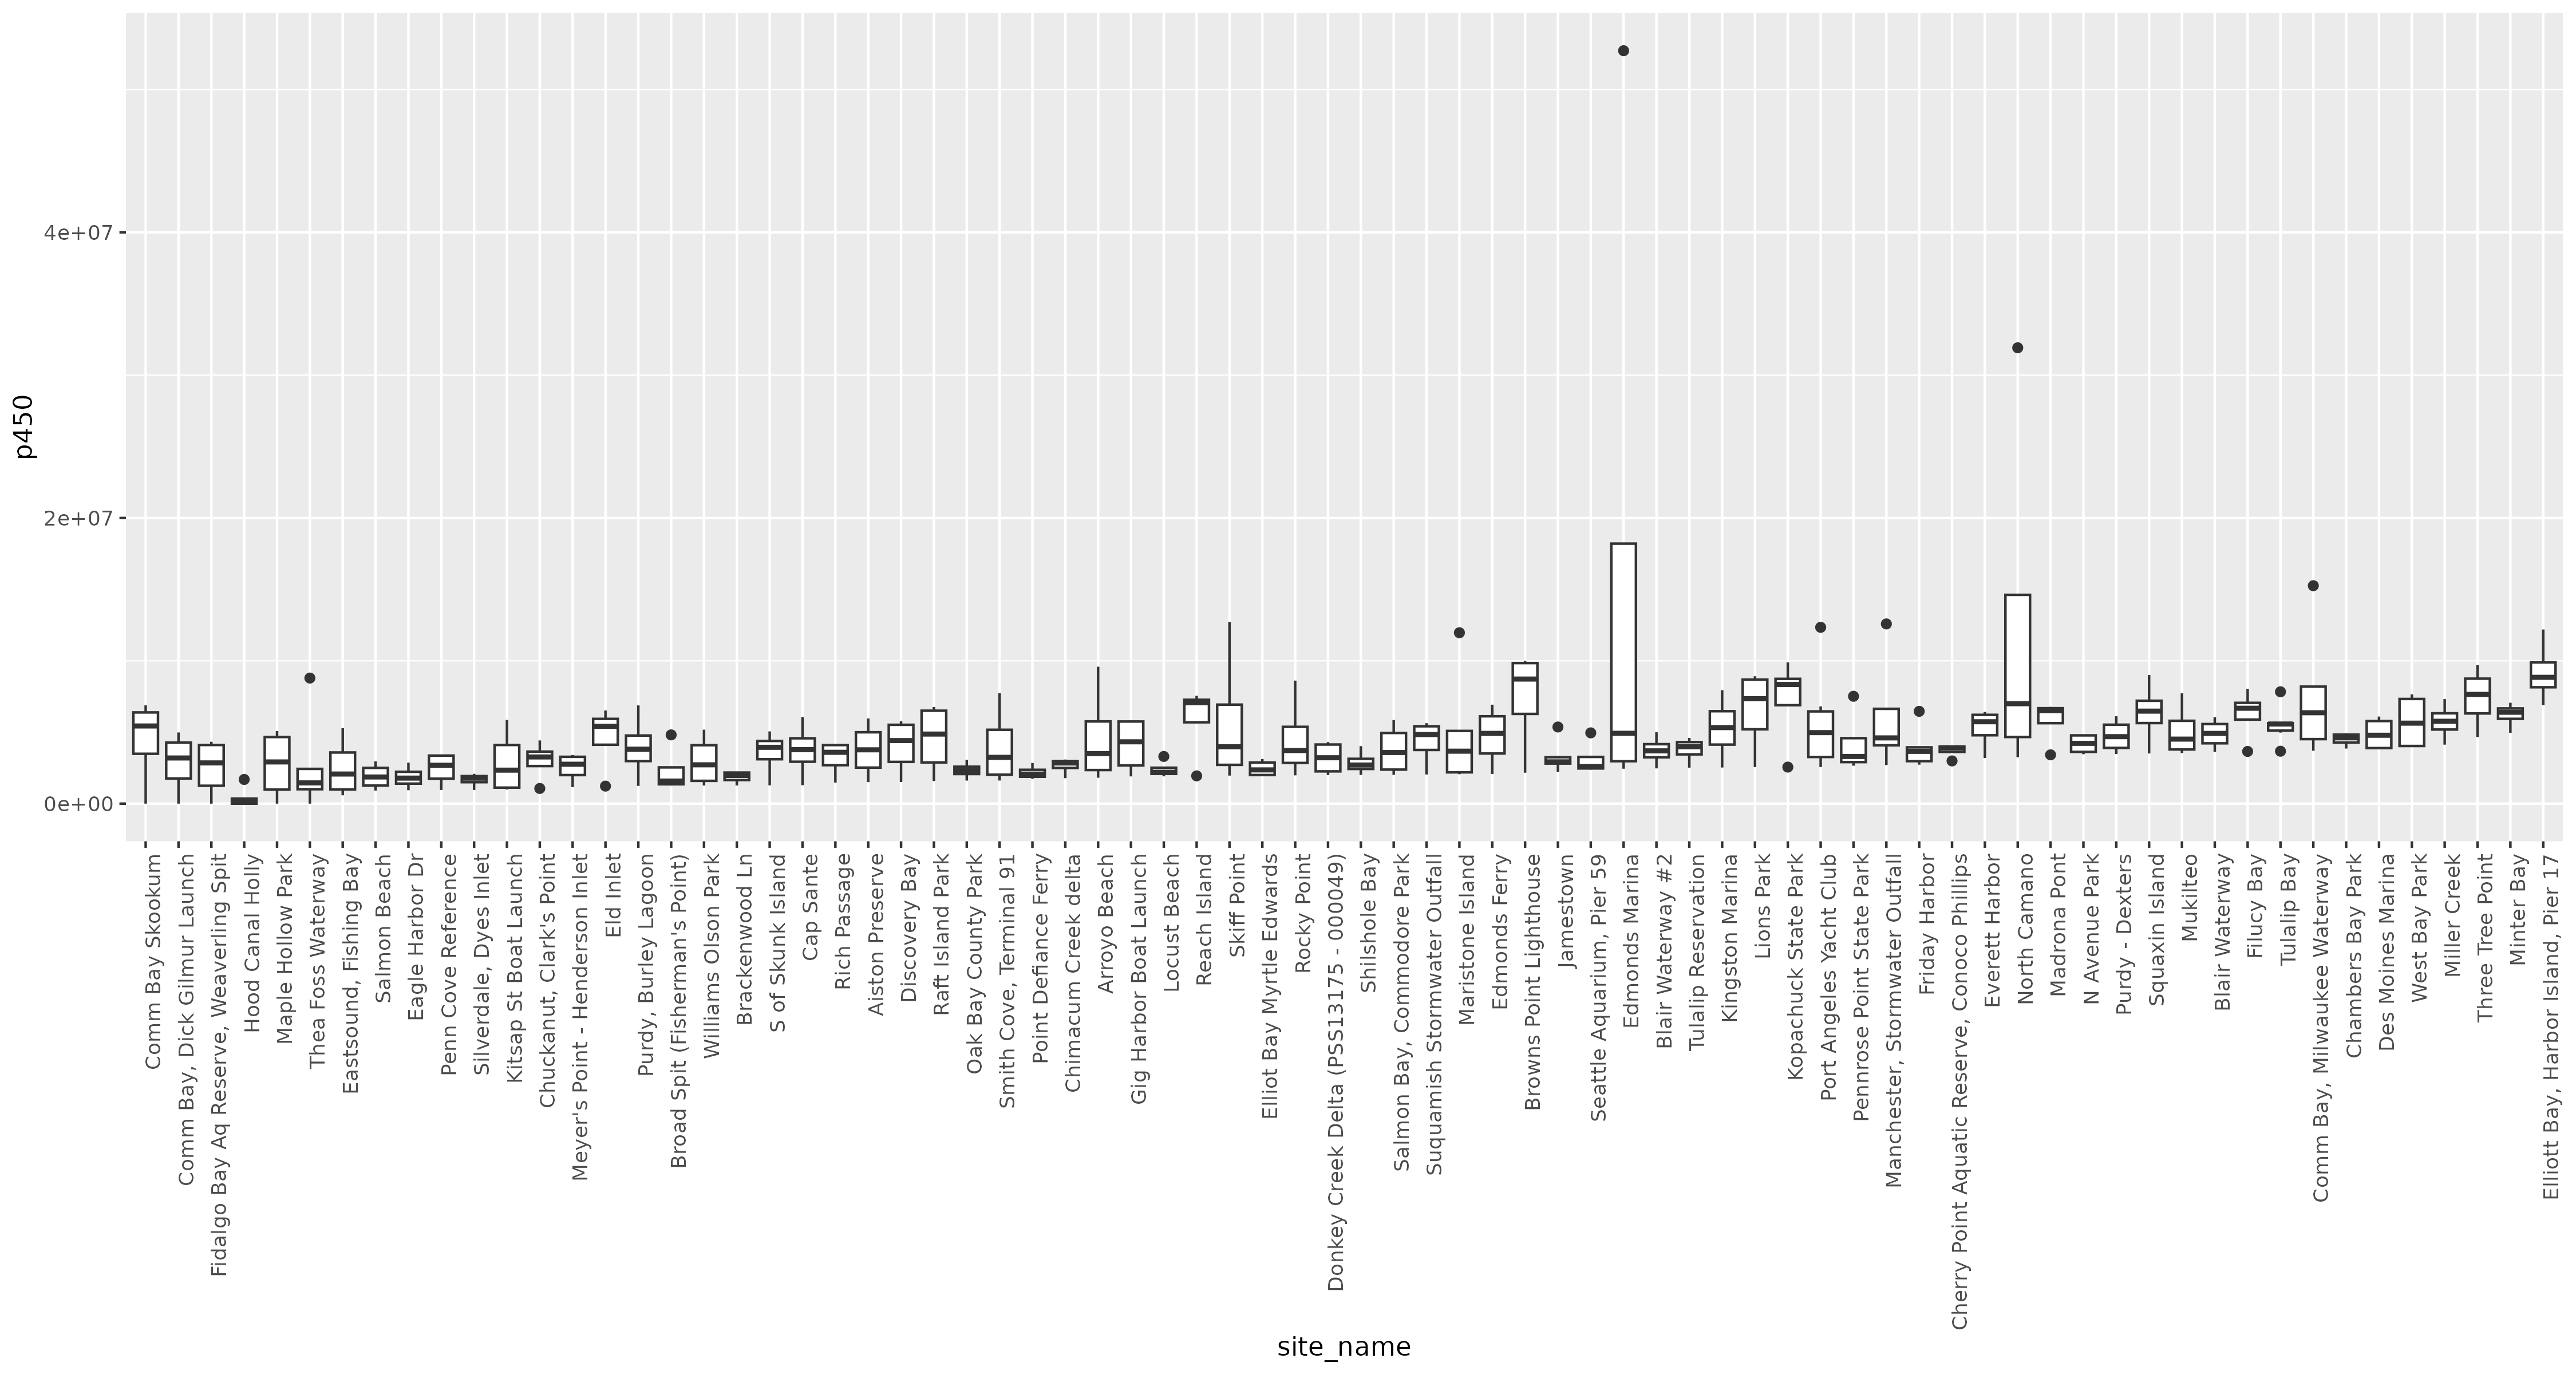 p450
4e+07
2e+07
0e+00
Comm Bay Skookum
Comm Bay, Dick Gilmur Launch
Fidalgo Bay Aq Reserve, Weaverling Spit
Hood Canal Holly
Maple Hollow Park
Thea Foss Waterway
Eastsound, Fishing Bay
Salmon Beach
Eagle Harbor Dr
Penn Cove Reference
Silverdale, Dyes Inlet
Kitsap St Boat Launch
Chuckanut, Clark's Point
Meyer's Point - Henderson Inlet
Eld Inlet
Purdy, Burley Lagoon
Broad Spit (Fisherman's Point)
Williams Olson Park
Brackenwood Ln
S of Skunk Island
Cap Sante
Rich Passage
Aiston Preserve
Discovery Bay
Raft Island Park
Oak Bay County Park
Smith Cove, Terminal 91
Point Defiance Ferry
Chimacum Creek delta
Arroyo Beach
Gig Harbor Boat Launch
Locust Beach
Reach Island
Skiff Point
Elliot Bay Myrtle Edwards
Rocky Point
Donkey Creek Delta (PSS13175 - 000049)
Shilshole Bay
Salmon Bay, Commodore Park
Suquamish Stormwater Outfall
Maristone Island
Edmonds Ferry
Browns Point Lighthouse
Jamestown
Seattle Aquarium, Pier 59
Edmonds Marina
Blair Waterway #2
Tulalip Reservation
Kingston Marina
Lions Park
Kopachuck State Park
Port Angeles Yacht Club
Pennrose Point State Park
Manchester, Stormwater Outfall
Friday Harbor
Cherry Point Aquatic Reserve, Conoco Phillips
Everett Harbor
North Camano
Madrona Pont
N Avenue Park
Purdy - Dexters
Squaxin Island
Mukilteo
Blair Waterway
Filucy Bay
Tulalip Bay
Comm Bay, Milwaukee Waterway
Chambers Bay Park
Des Moines Marina
West Bay Park
Miller Creek
Three Tree Point
Minter Bay
Elliott Bay, Harbor Island, Pier 17
site_name